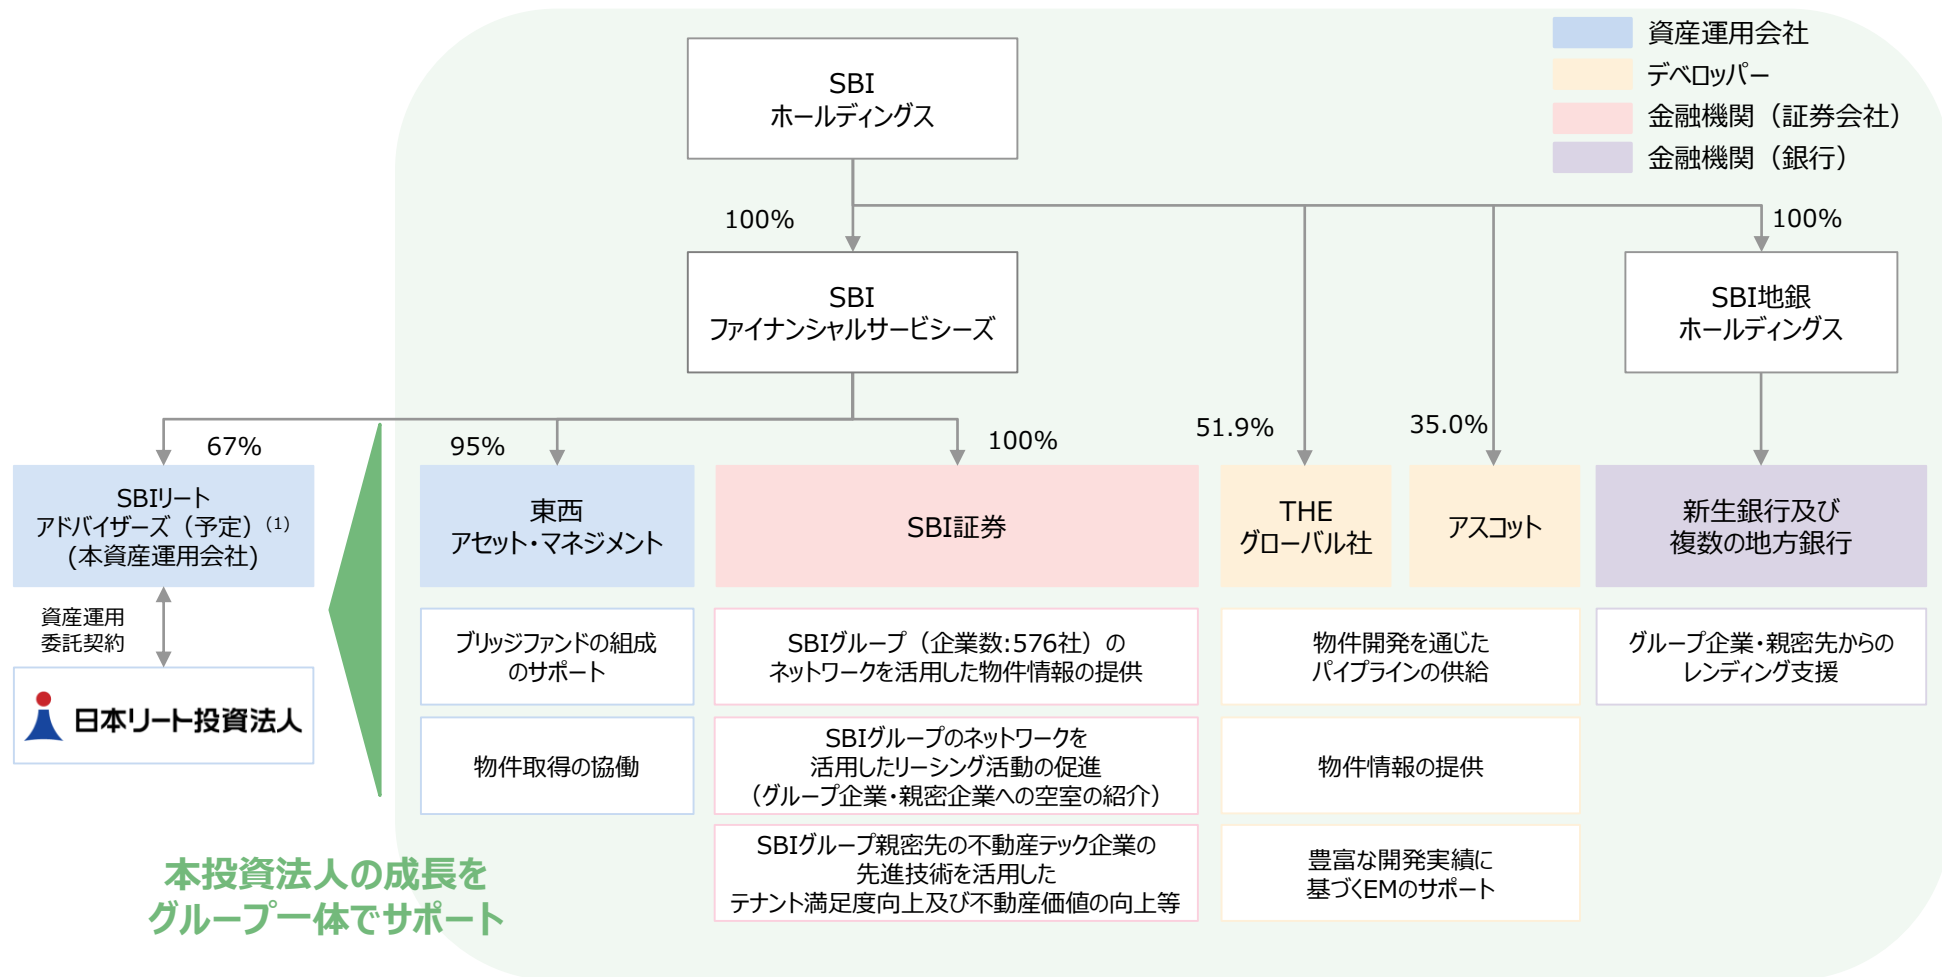 資産運用会社
デベロッパー
金融機関（証券会社）
金融機関（銀行）
SBI
ホールディングス
100%
100%
SBI
ファイナンシャルサービシーズ
SBI地銀
ホールディングス
67%
95%
100%
51.9%
35.0%
SBIリート
アドバイザーズ（予定）(1)
(本資産運用会社)
東西
アセット・マネジメント
SBI証券
THE
グローバル社
アスコット
新生銀行及び
複数の地方銀行
資産運用
委託契約
日本リート投資法人
ブリッジファンドの組成
のサポート
物件取得の協働
SBIグループ（企業数:576社）の
ネットワークを活用した物件情報の提供
SBIグループのネットワークを
活用したリーシング活動の促進
（グループ企業・親密企業への空室の紹介）
SBIグループ親密先の不動産テック企業の
先進技術を活用した
テナント満足度向上及び不動産価値の向上等
物件開発を通じた
パイプラインの供給
物件情報の提供
豊富な開発実績に
基づくEMのサポート
グループ企業・親密先からの
レンディング支援
本投資法人の成長を
グループ一体でサポート